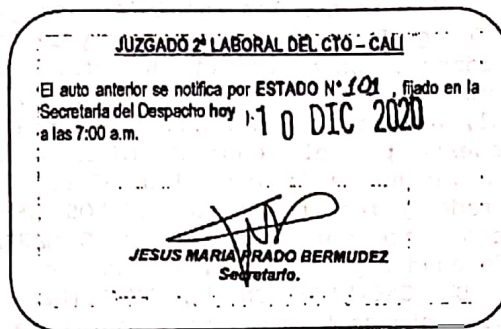 JUZGADO 2º LABORAL DEL CTO – CALI
El auto anterior se notifica por ESTADO N° 101 , fijado en la
Secretaría del Despacho hoy 10 DIC 2020
a las 7:00 a.m.
JESUS MARIA PRADO BERMUDEZ
Secretario.